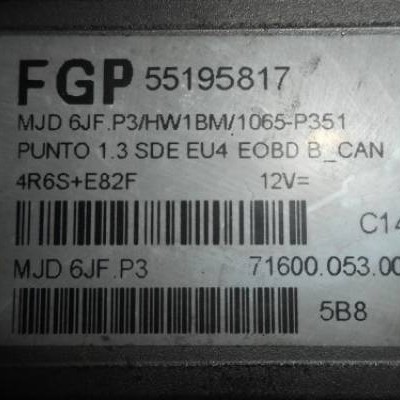 FGP 55195817
MJD 6JF.P3/HW1BM/1065-P351
PUNTO 1.3 SDE EU4 EOBD B_CAN
4R6S+E82F 12V=
C14
MJD 6JF.P3 71600.053.00
5B8